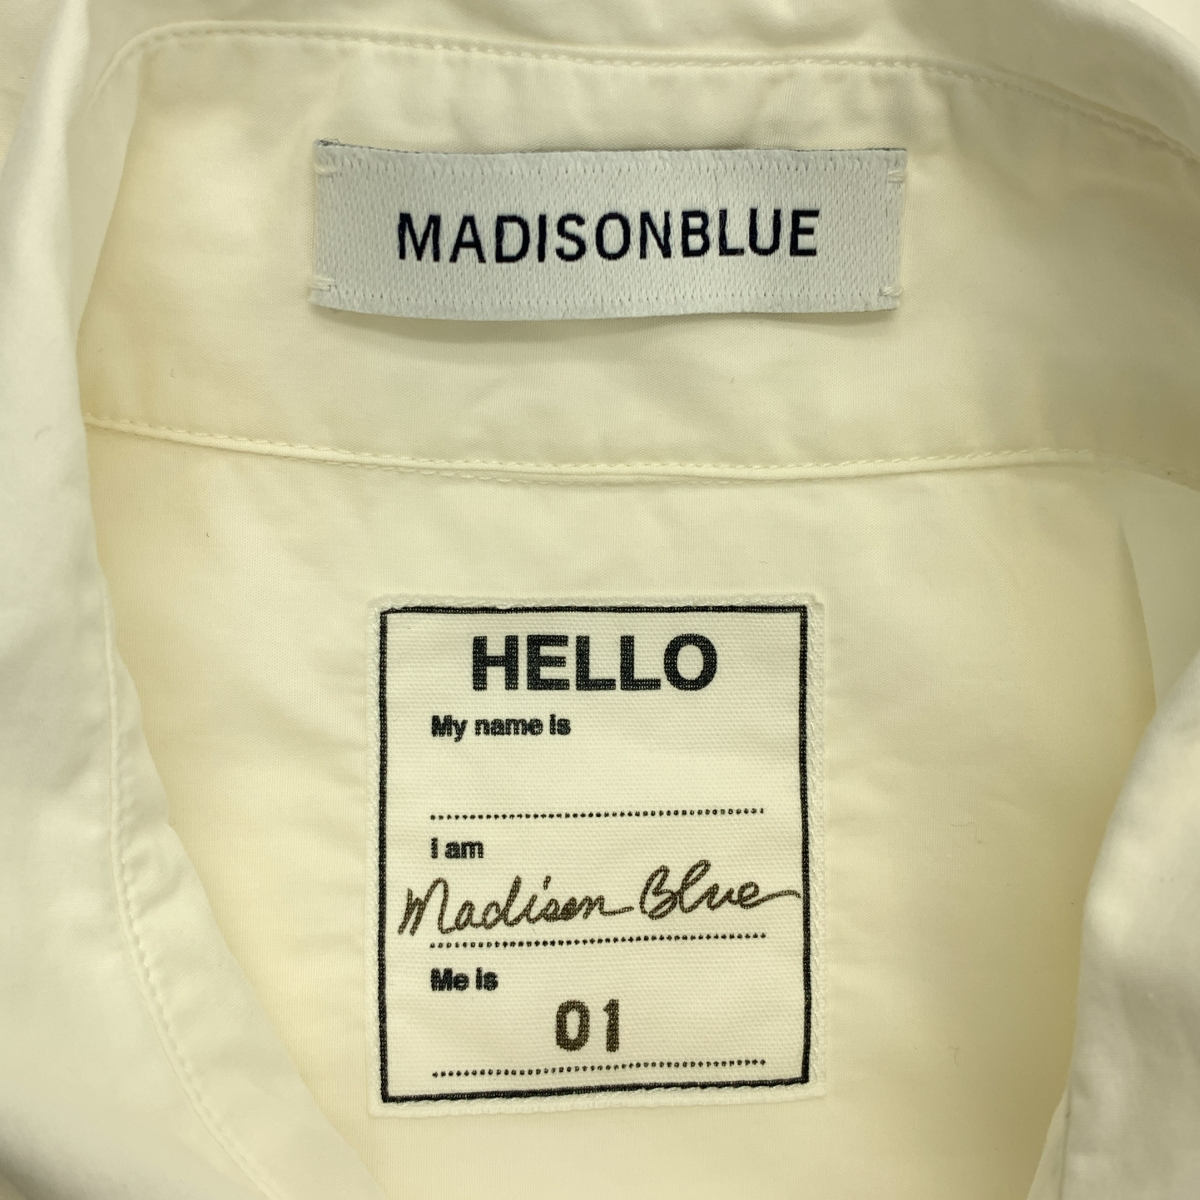 MADISONBLUE
HELLO
My name is
I am
Madison Blue
Me is
01